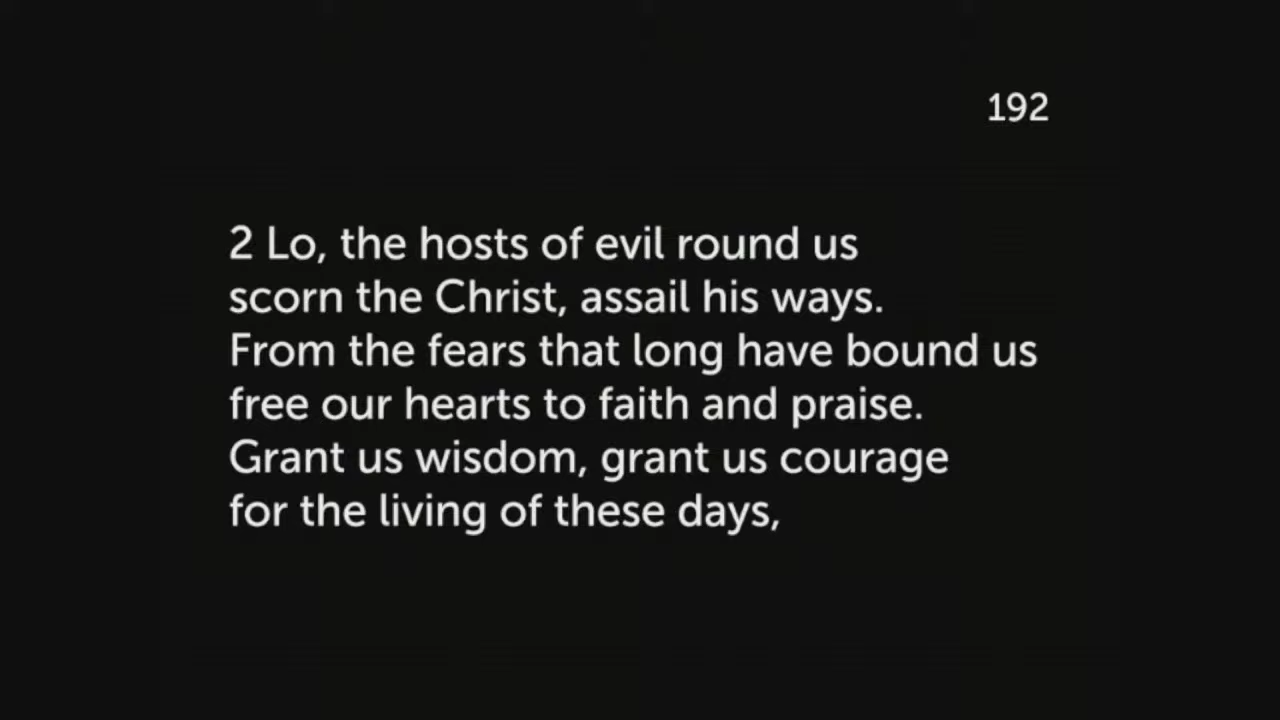 192
2 Lo, the hosts of evil round us
scorn the Christ, assail his ways.
From the fears that long have bound us
free our hearts to faith and praise.
Grant us wisdom, grant us courage
for the living of these days,